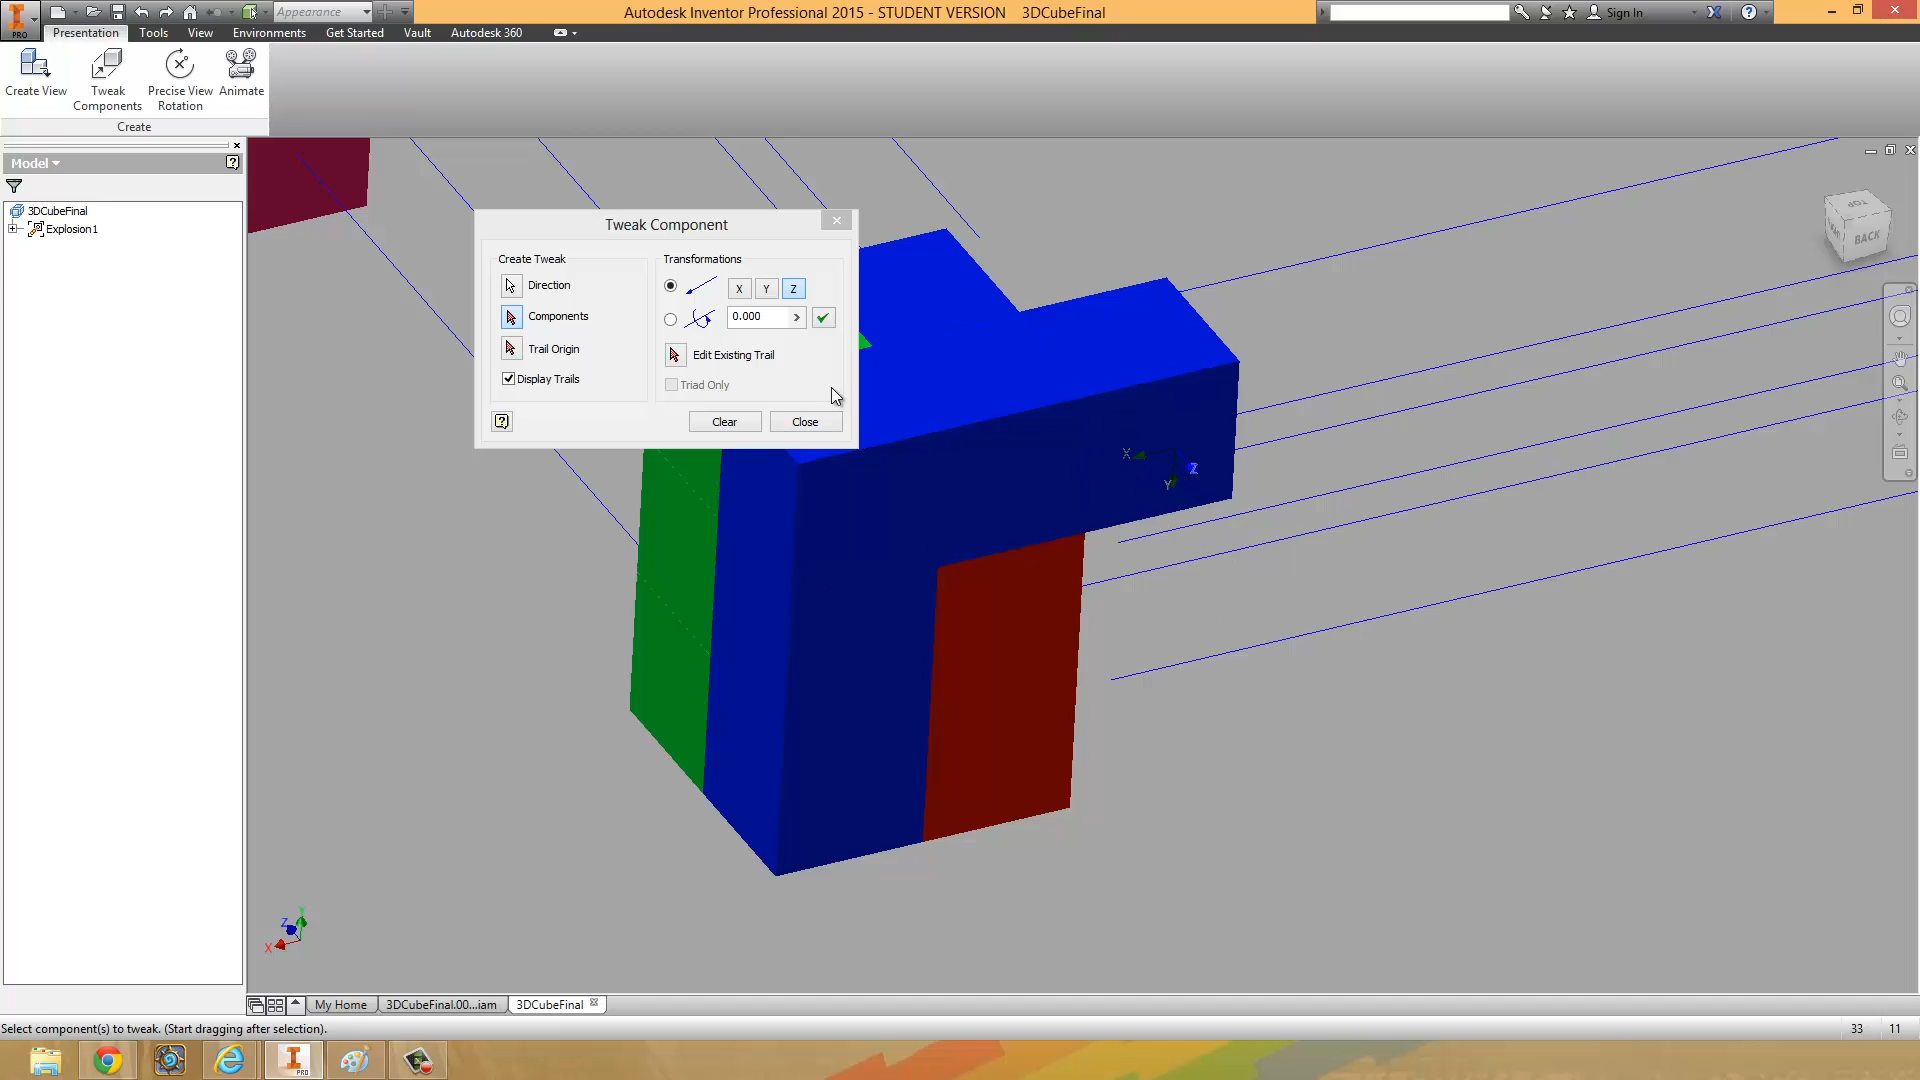 PRO
Appearance
Autodesk Inventor Professional 2015 - STUDENT VERSION 3DCubeFinal
Sign In
Presentation Tools View Environments Get Started Vault Autodesk 360
Create View
Tweak Components
Precise View Rotation
Animate
Create
Model
3DCubeFinal
Explosion1
Tweak Component
Create Tweak
Direction
Components
Trail Origin
Display Trails
Transformations
X Y Z
0.000
Edit Existing Trail
Triad Only
Clear
Close
TOP
BACK
X
Z
Y
Z
Y
X
My Home
3DCubeFinal.00...iam
3DCubeFinal
Select component(s) to tweak. (Start dragging after selection).
33
11
PRO